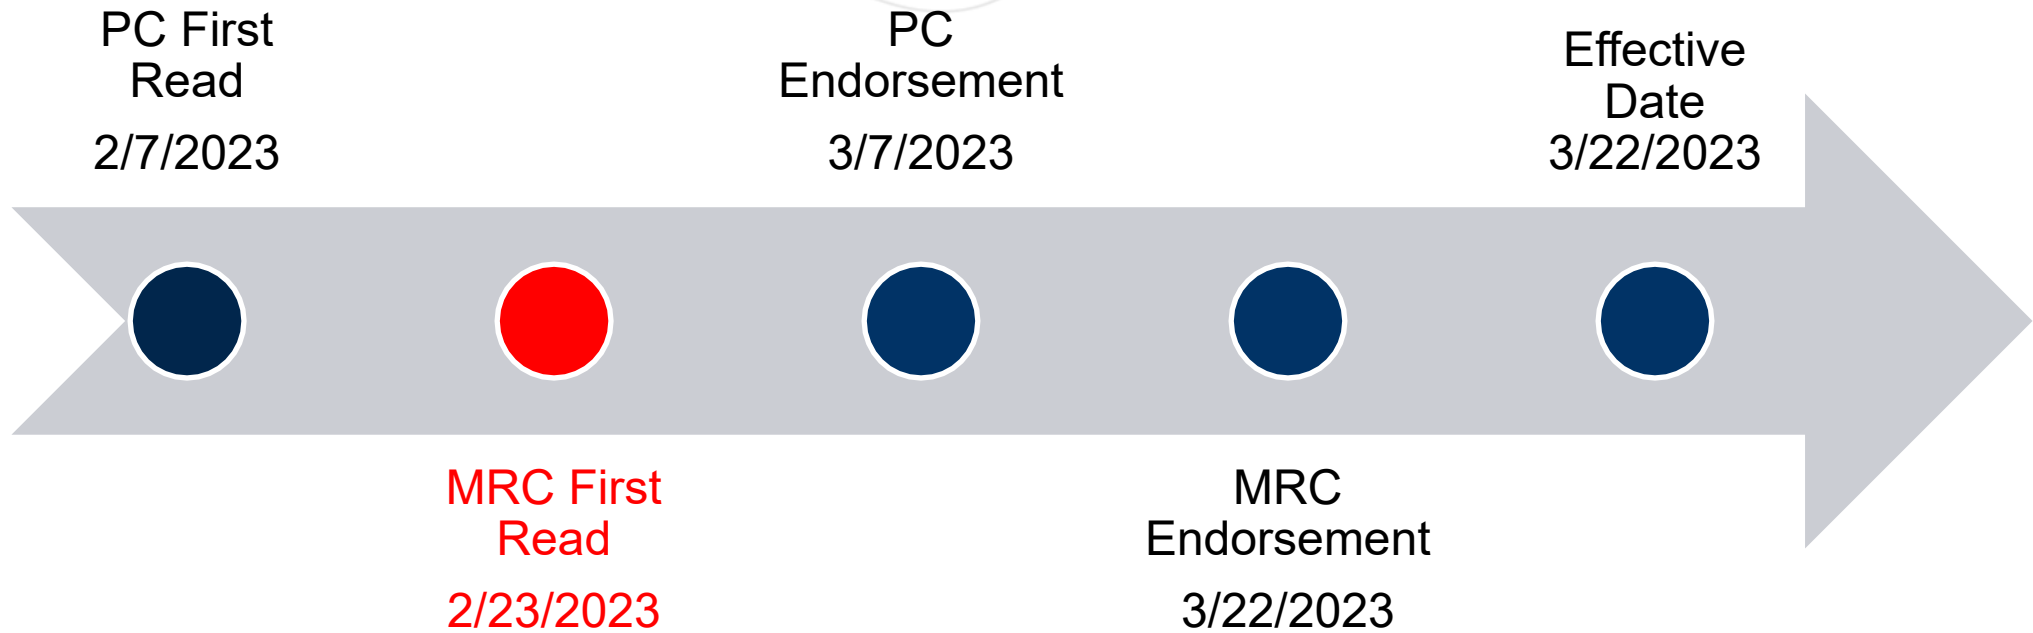 PC First
Read
2/7/2023
MRC First
Read
2/23/2023
PC
Endorsement
3/7/2023
MRC
Endorsement
3/22/2023
Effective
Date
3/22/2023